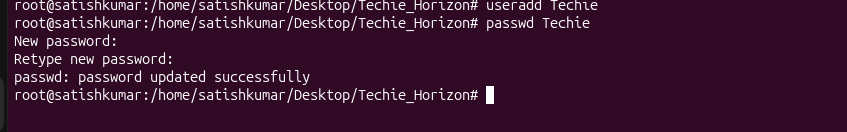 root@satishkumar:/home/satishkumar/Desktop/Techie_Horizon# useradd Techie
root@satishkumar:/home/satishkumar/Desktop/Techie_Horizon# passwd Techie
New password:
Retype new password:
passwd: password updated successfully
root@satishkumar:/home/satishkumar/Desktop/Techie_Horizon#